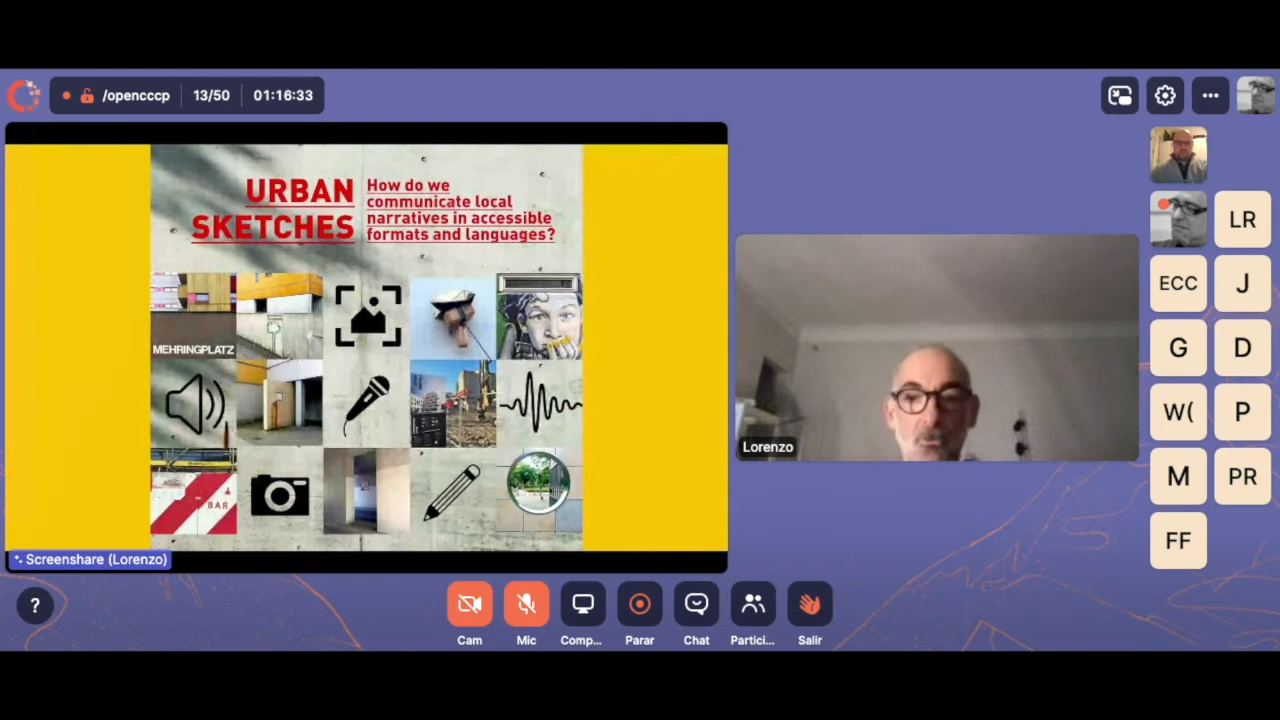 /opencccp
13/50
01:16:33
URBAN
SKETCHES
How do we
communicate local
narratives in accessible
formats and languages?
MEHRINGPLATZ
BAR
Screenshare (Lorenzo)
Lorenzo
LR
ECC
J
G
D
W(
P
M
PR
FF
?
Cam
Mic
Comp...
Parar
Chat
Partici...
Salir